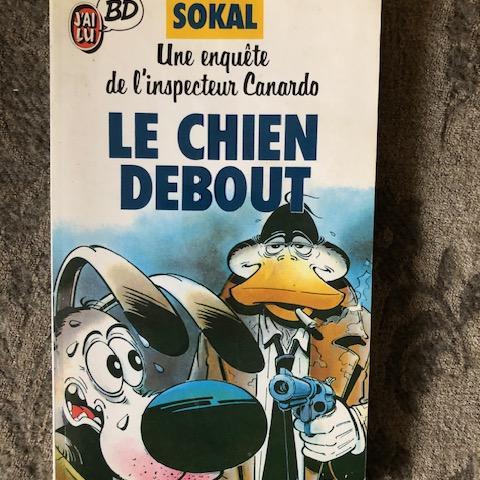 J'AI
LU
BD
SOKAL
Une enquête
de l'inspecteur Canardo
LE CHIEN
DEBOUT